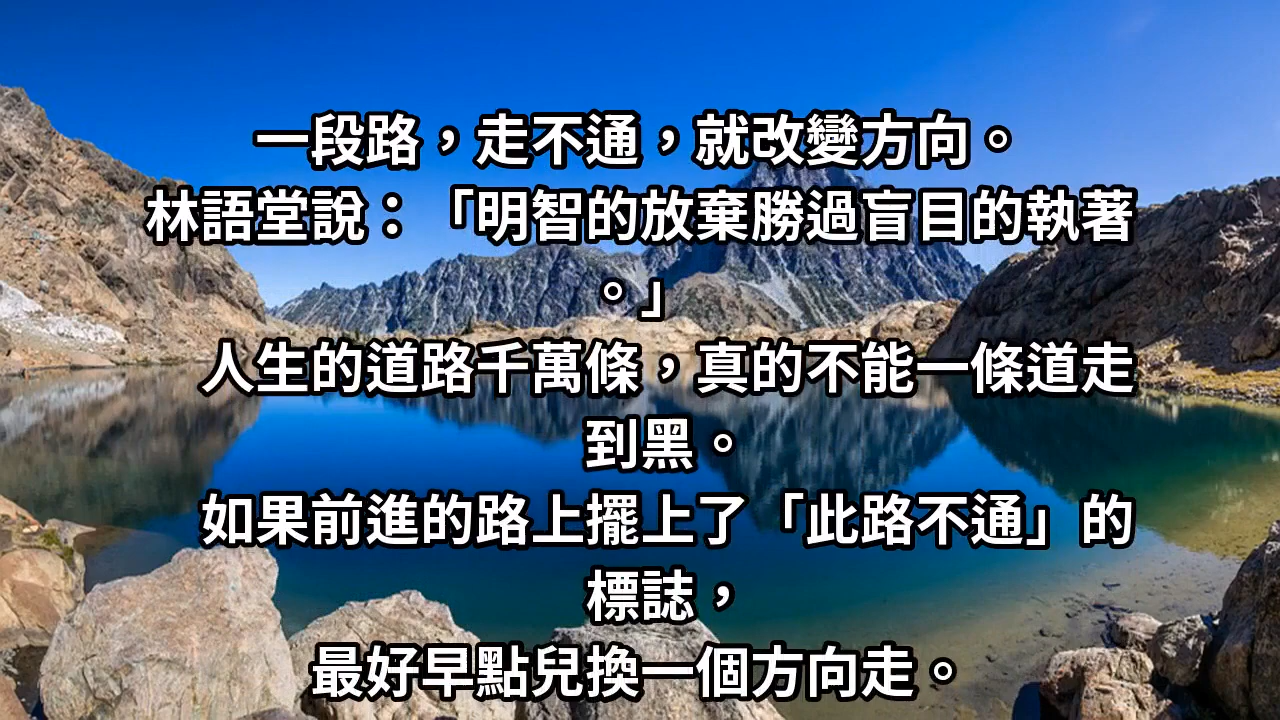 一段路，走不通，就改變方向。
林語堂說：「明智的放棄勝過盲目的執著
。」
人生的道路千萬條，真的不能一條道走
到黑。
如果前進的路上擺上了「此路不通」的
標誌，
最好早點兒換一個方向走。